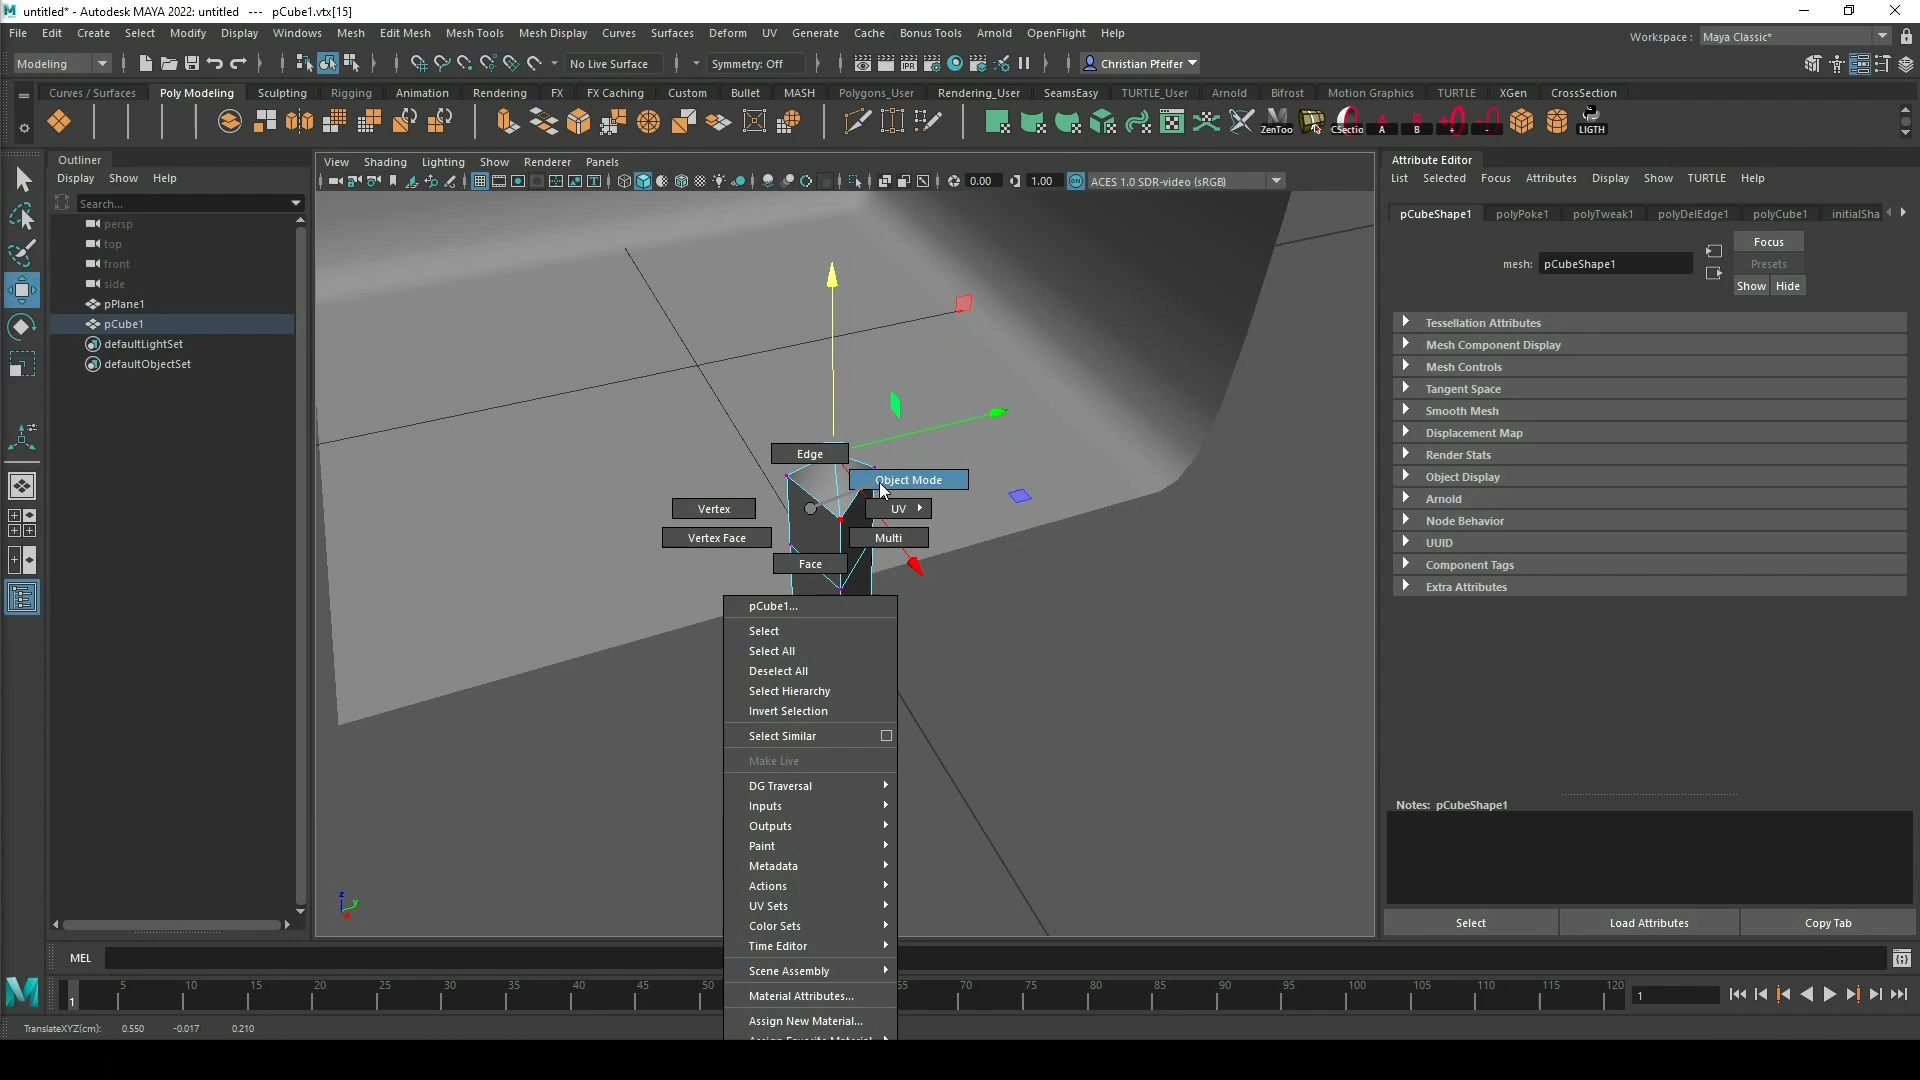 untitled* - Autodesk MAYA 2022: untitled --- pCube1.vtx[15]
File Edit Create Select Modify Display Windows Mesh Edit Mesh Mesh Tools Mesh Display Curves Surfaces Deform UV Generate Cache Bonus Tools Arnold OpenFlight Help
Workspace : Maya Classic*
Modeling No Live Surface Symmetry: Off IPR Christian Pfeifer
Curves / Surfaces Poly Modeling Sculpting Rigging Animation Rendering FX FX Caching Custom Bullet MASH Polygons_User Rendering_User SeamsEasy TURTLE_User Arnold Bifrost Motion Graphics TURTLE XGen CrossSection
ZenToo CSectio A B + - LIGTH
Outliner
Display Show Help
Search...
persp
top
front
side
pPlane1
pCube1
defaultLightSet
defaultObjectSet
View Shading Lighting Show Renderer Panels
0.00 1.00 ON ACES 1.0 SDR-video (sRGB)
Edge
Object Mode
Vertex
UV
Vertex Face
Multi
Face
pCube1...
Select
Select All
Deselect All
Select Hierarchy
Invert Selection
Select Similar
Make Live
DG Traversal
Inputs
Outputs
Paint
Metadata
Actions
UV Sets
Color Sets
Time Editor
Scene Assembly
Material Attributes...
Assign New Material...
z
y
Attribute Editor
List Selected Focus Attributes Display Show TURTLE Help
pCubeShape1 polyPoke1 polyTweak1 polyDelEdge1 polyCube1 initialSha
mesh: pCubeShape1
Focus
Presets
Show Hide
Tessellation Attributes
Mesh Component Display
Mesh Controls
Tangent Space
Smooth Mesh
Displacement Map
Render Stats
Object Display
Arnold
Node Behavior
UUID
Component Tags
Extra Attributes
Notes: pCubeShape1
Select Load Attributes Copy Tab
MEL
1 5 10 15 20 25 30 35 40 45 50 55 70 75 80 85 90 95 100 105 110 115 120
1
TranslateXYZ(cm): 0.550 -0.017 0.210